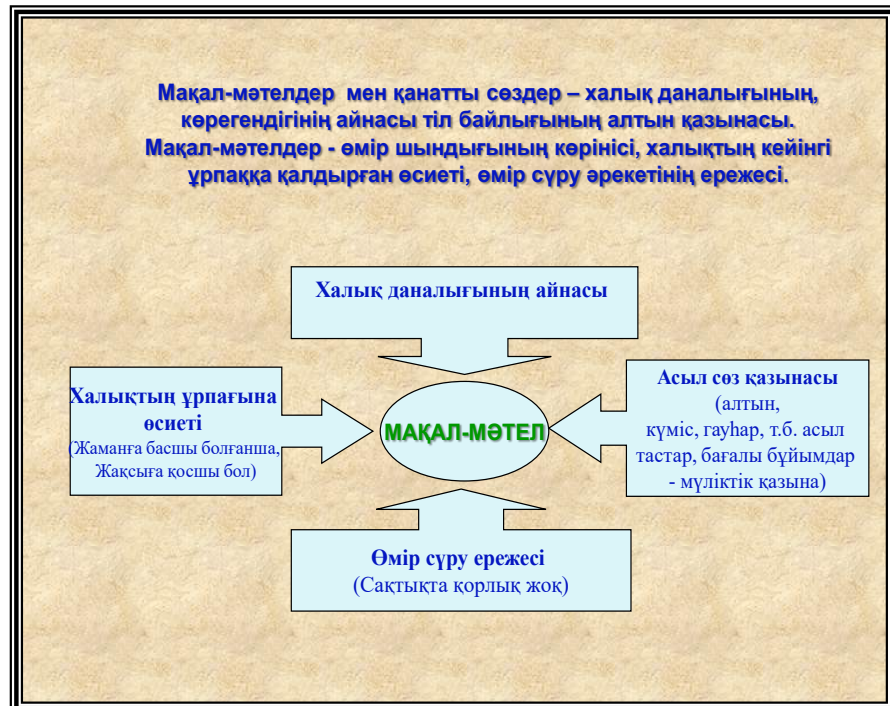 Мақал-мәтелдер мен қанатты сөздер – халық даналығының,
көрегендігінің айнасы тіл байлығының алтын қазынасы.
Мақал-мәтелдер - өмір шындығының көрінісі, халықтың кейінгі
ұрпаққа қалдырған өсиеті, өмір сүру әрекетінің ережесі.
Халық даналығының айнасы
Халықтың ұрпағына
өсиеті
(Жаманға басшы болғанша,
Жақсыға қосшы бол)
МАҚАЛ-МӘТЕЛ
Асыл сөз қазынасы
(алтын,
күміс, гауһар, т.б. асыл
тастар, бағалы бұйымдар
- мүліктік қазына)
Өмір сүру ережесі
(Сақтықта қорлық жоқ)